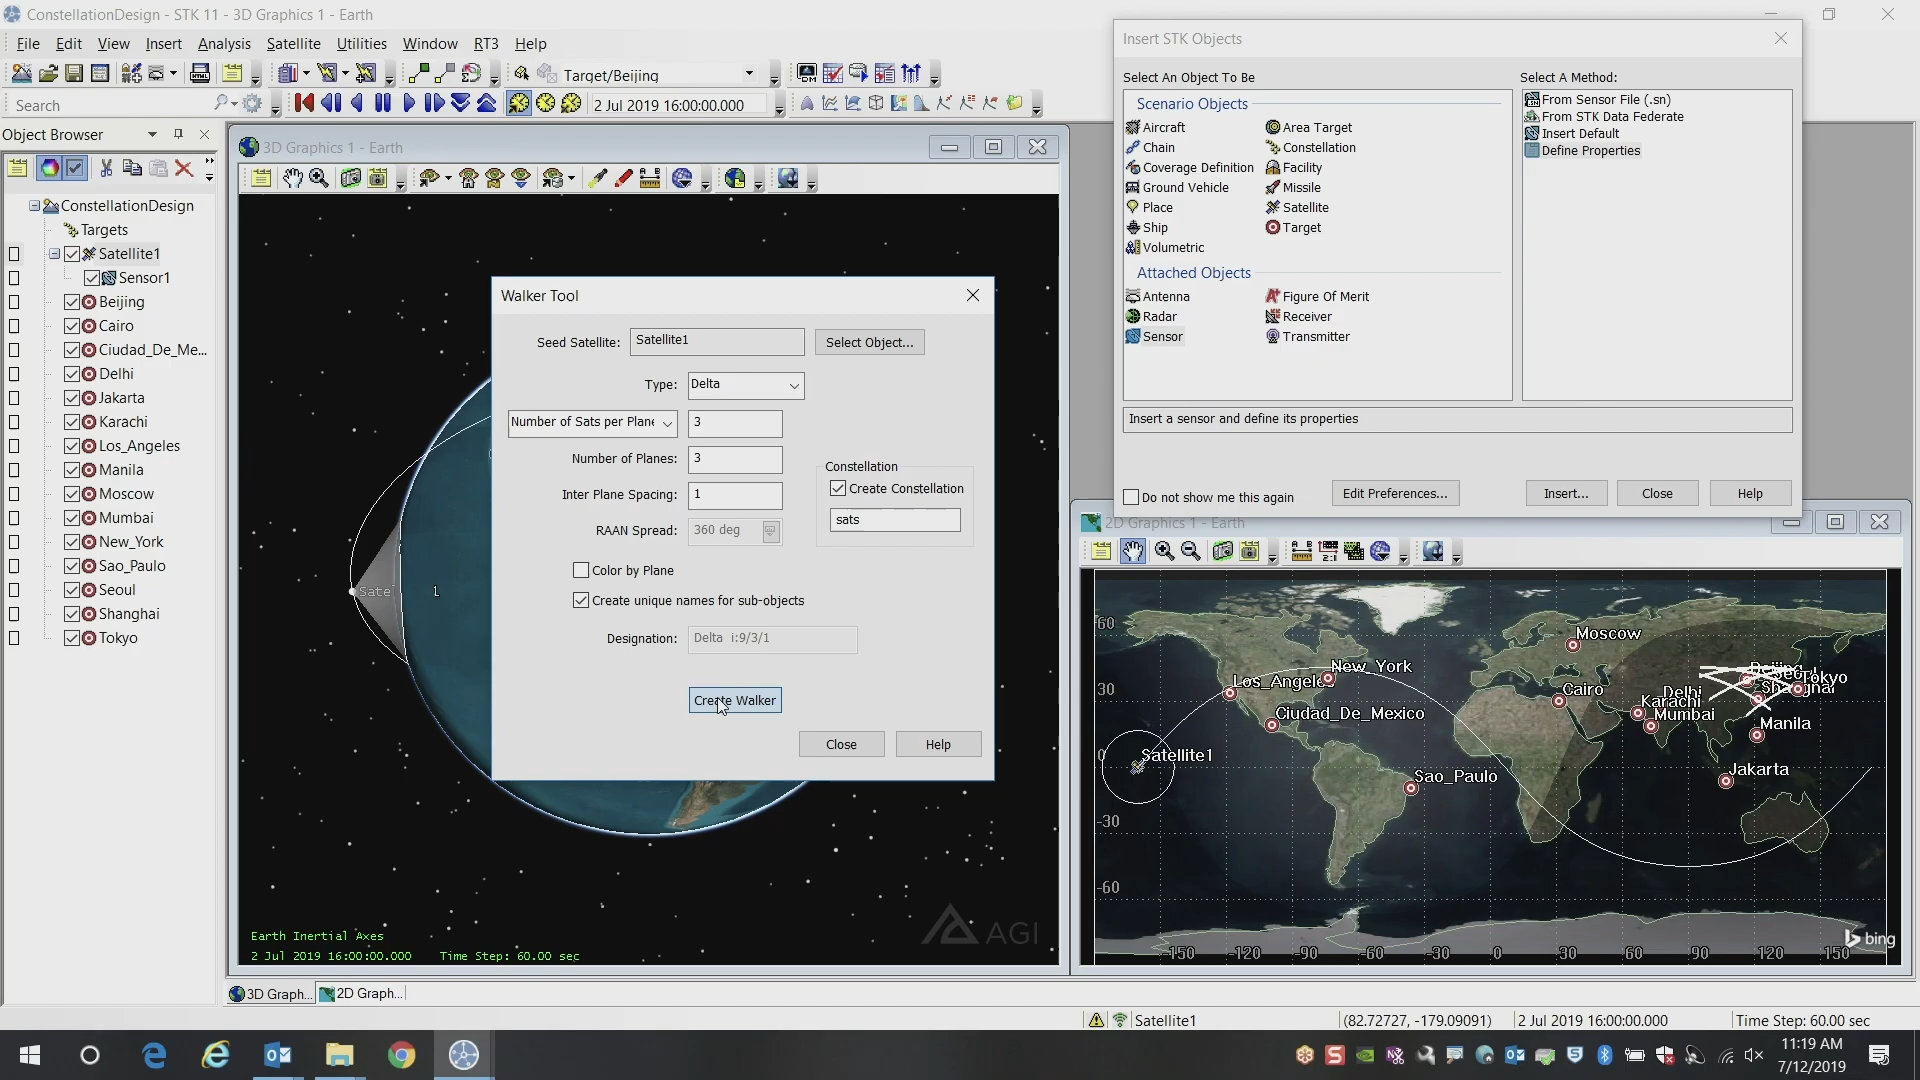 ConstellationDesign - STK 11 - 3D Graphics 1 - Earth
File Edit View Insert Analysis Satellite Utilities Window RT3 Help
Target/Beijing
Search
2 Jul 2019 16:00:00.000
Object Browser
ConstellationDesign
Targets
Satellite1
Sensor1
Beijing
Cairo
Ciudad_De_Me...
Delhi
Jakarta
Karachi
Los_Angeles
Manila
Moscow
Mumbai
New_York
Sao_Paulo
Seoul
Shanghai
Tokyo
3D Graphics 1 - Earth
Sate
1
Earth Inertial Axes
2 Jul 2019 16:00:00.000 Time Step: 60.00 sec
AGI
Walker Tool
Seed Satellite: Satellite1 Select Object...
Type: Delta
Number of Sats per Plane 3
Number of Planes: 3
Inter Plane Spacing: 1
RAAN Spread: 360 deg
Constellation
Create Constellation
sats
Color by Plane
Create unique names for sub-objects
Designation: Delta i:9/3/1
Create Walker
Close Help
Insert STK Objects
Select An Object To Be
Scenario Objects
Aircraft Area Target
Chain Constellation
Coverage Definition Facility
Ground Vehicle Missile
Place Satellite
Ship Target
Volumetric
Attached Objects
Antenna Figure Of Merit
Radar Receiver
Sensor Transmitter
Select A Method:
From Sensor File (.sn)
From STK Data Federate
Insert Default
Define Properties
Insert a sensor and define its properties
Do not show me this again Edit Preferences... Insert... Close Help
2D Graphics 1 - Earth
60
30
0
-30
-60
Moscow
New_York
Los_Angeles
Cairo
Ciudad_De_Mexico
Delhi
Karachi
Mumbai
Beijing
Tokyo
Shanghai
Manila
Satellite1
Jakarta
Sao_Paulo
-150 -120 -90 -60 -30 0 30 60 90 120 150
bing
3D Graph... 2D Graph...
Satellite1 (82.72727, -179.09091) 2 Jul 2019 16:00:00.000 Time Step: 60.00 sec
11:19 AM
7/12/2019